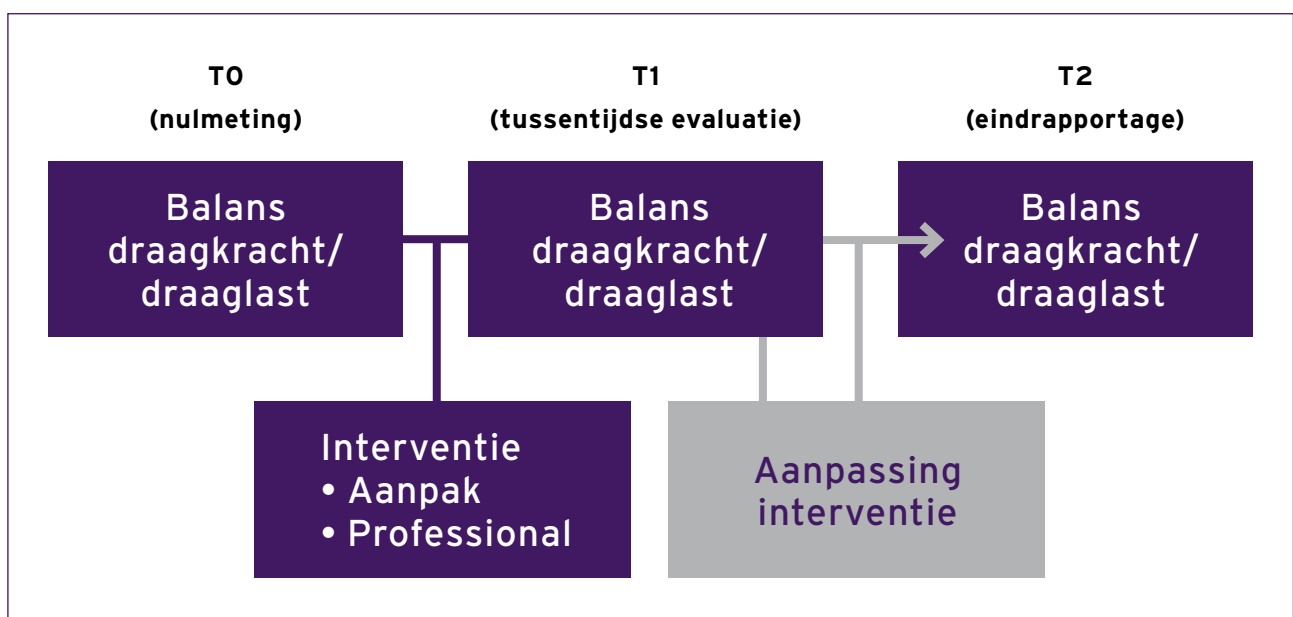 T0
(nulmeting)
T1
(tussentijdse evaluatie)
T2
(eindrapportage)
Balans
draagkracht/
draaglast
Balans
draagkracht/
draaglast
Balans
draagkracht/
draaglast
Interventie
• Aanpak
• Professional
Aanpassing
interventie